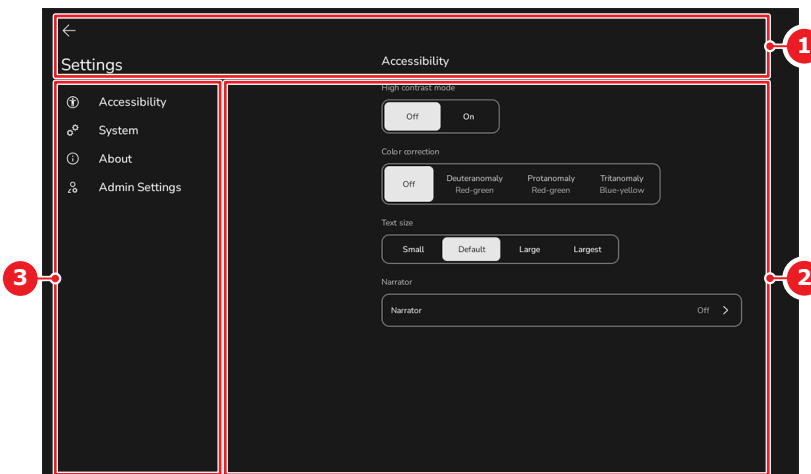 Settings
Accessibility
1
Accessibility
System
About
Admin Settings
3
High contrast mode
Off On
Color correction
Off Deuteranomaly Protanomaly Tritanomaly
Red-green Red-green Blue-yellow
Text size
Small Default Large Largest
Narrator
Narrator Off
2